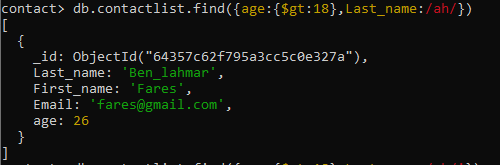 contact> db.contactlist.find({age:{$gt:18},Last_name:/ah/})
[
  {
    _id: ObjectId("64357c62f795a3cc5c0e327a"),
    Last_name: 'Ben_lahmar',
    First_name: 'Fares',
    Email: 'fares@gmail.com',
    age: 26
  }
]